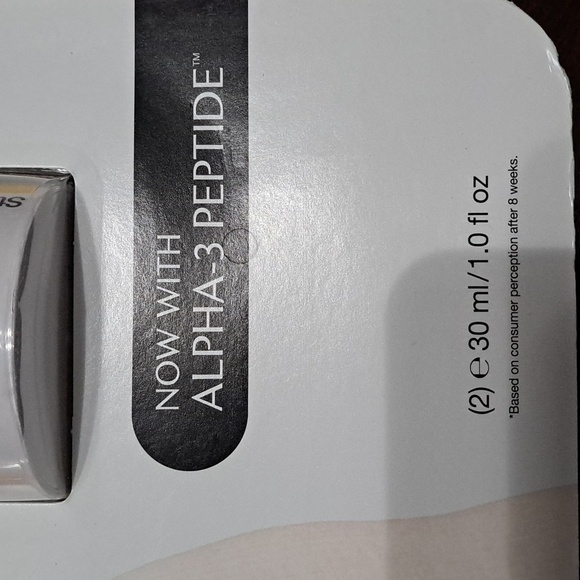 NOW WITH
ALPHA-3 PEPTIDE™
(2) ℮ 30 ml/1.0 fl oz
*Based on consumer perception after 8 weeks.